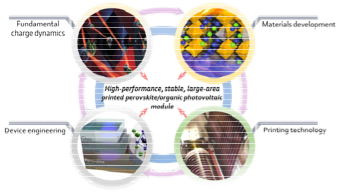 Fundamental
charge dynamics
Materials development
High-performance, stable, large-area
printed perovskite/organic photovoltaic
module
Device engineering
Printing technology